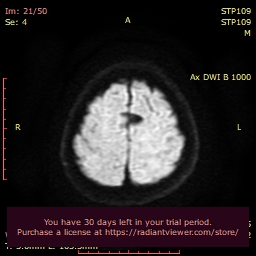 Im: 21/50
Se: 4
STP109
STP109
M
A
Ax DWI B 1000
R
L
You have 30 days left in your trial period.
Purchase a license at https://radiantviewer.com/store/